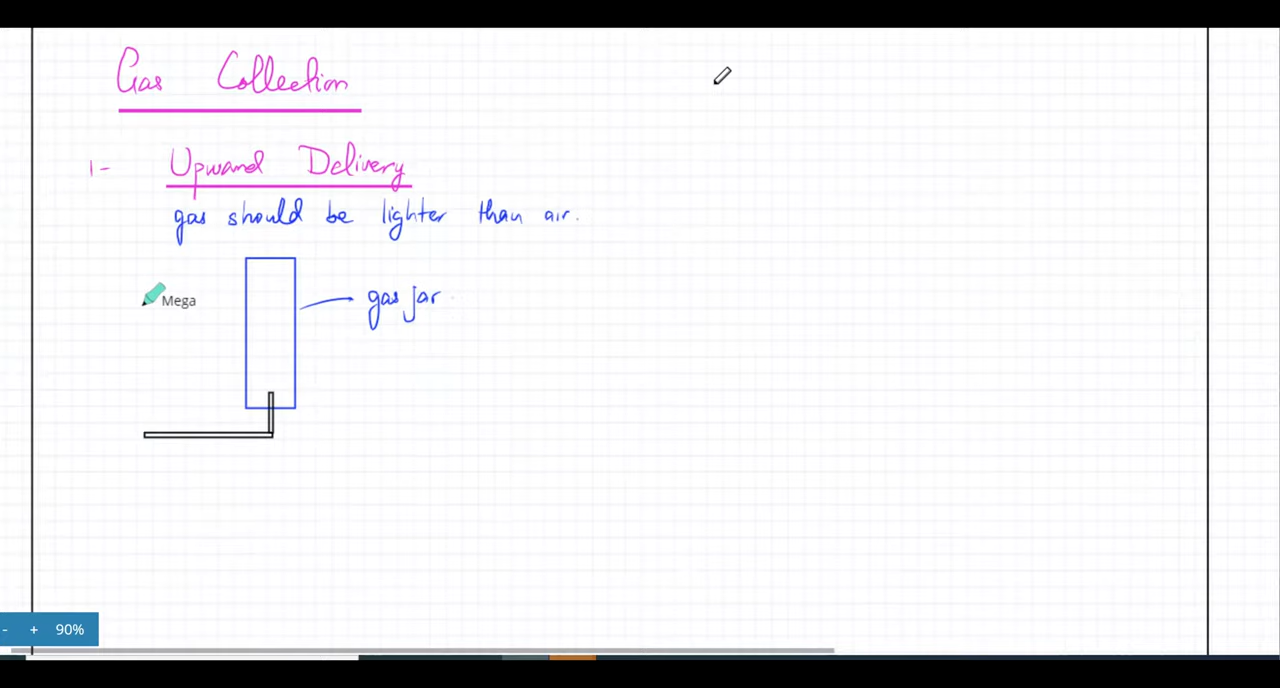 Gas Collection
1- Upward Delivery
gas should be lighter than air.
Mega
gas jar
- + 90%